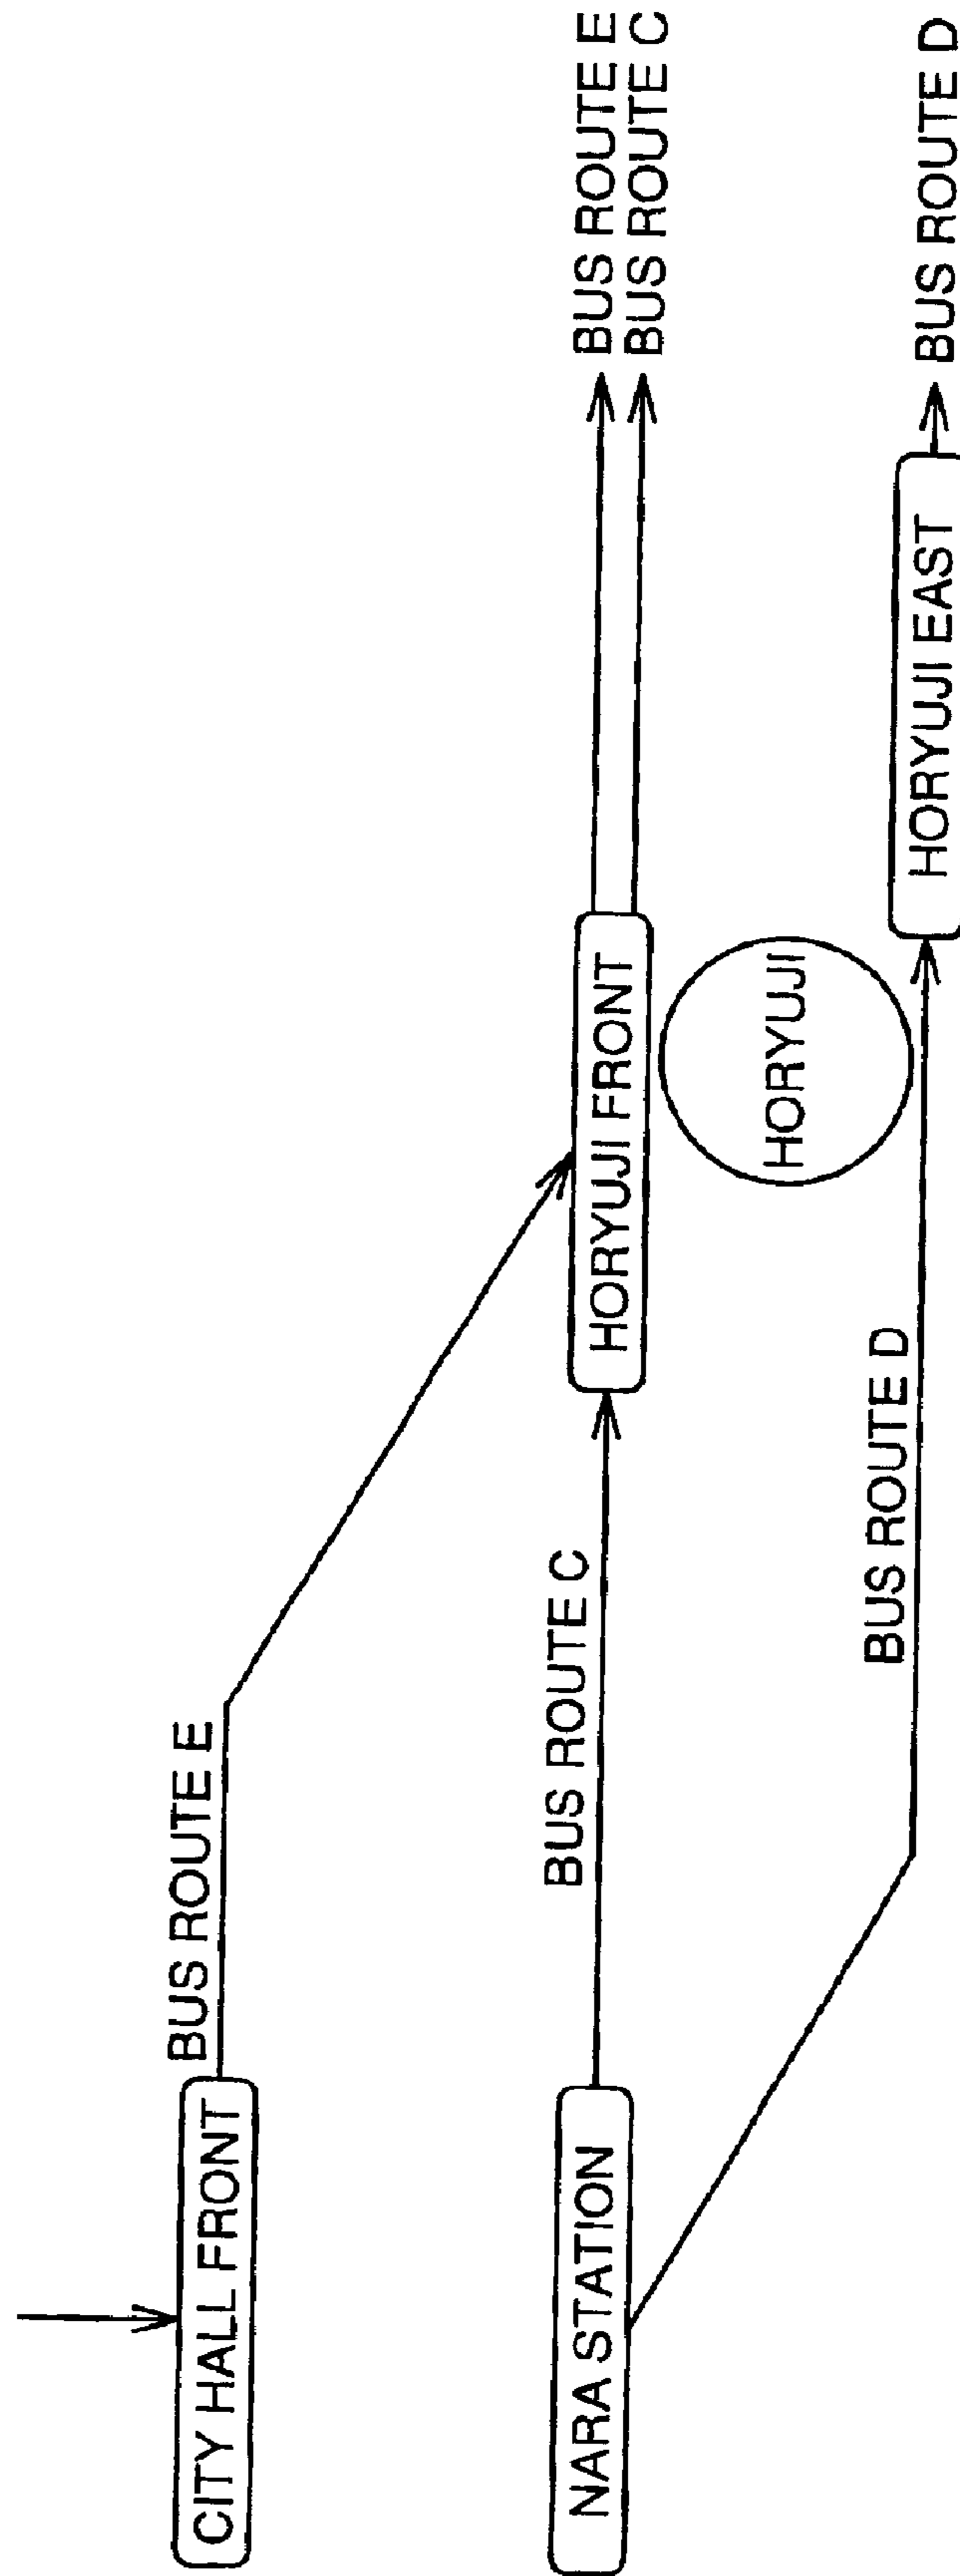 CITY HALL FRONT
BUS ROUTE E
NARA STATION
BUS ROUTE C
HORYUJI FRONT
BUS ROUTE E
BUS ROUTE C
HORYUJI
BUS ROUTE D
HORYUJI EAST
BUS ROUTE D